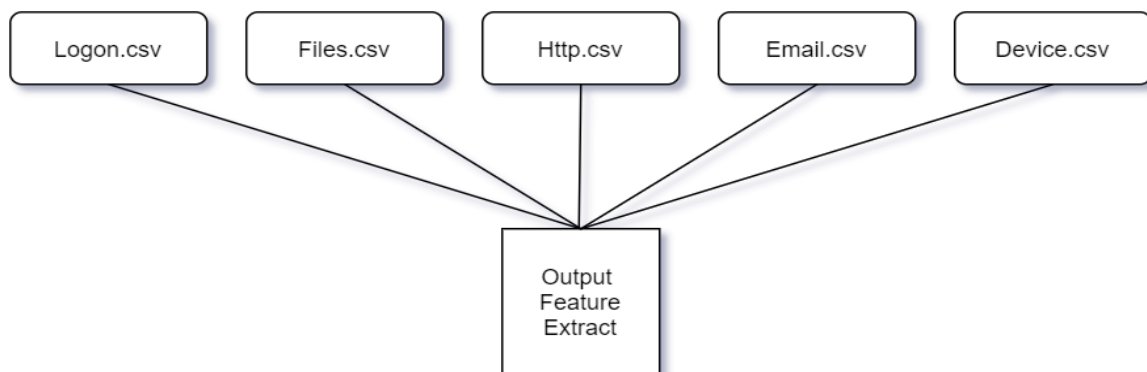 Logon.csv
Files.csv
Http.csv
Email.csv
Device.csv
Output
Feature
Extract